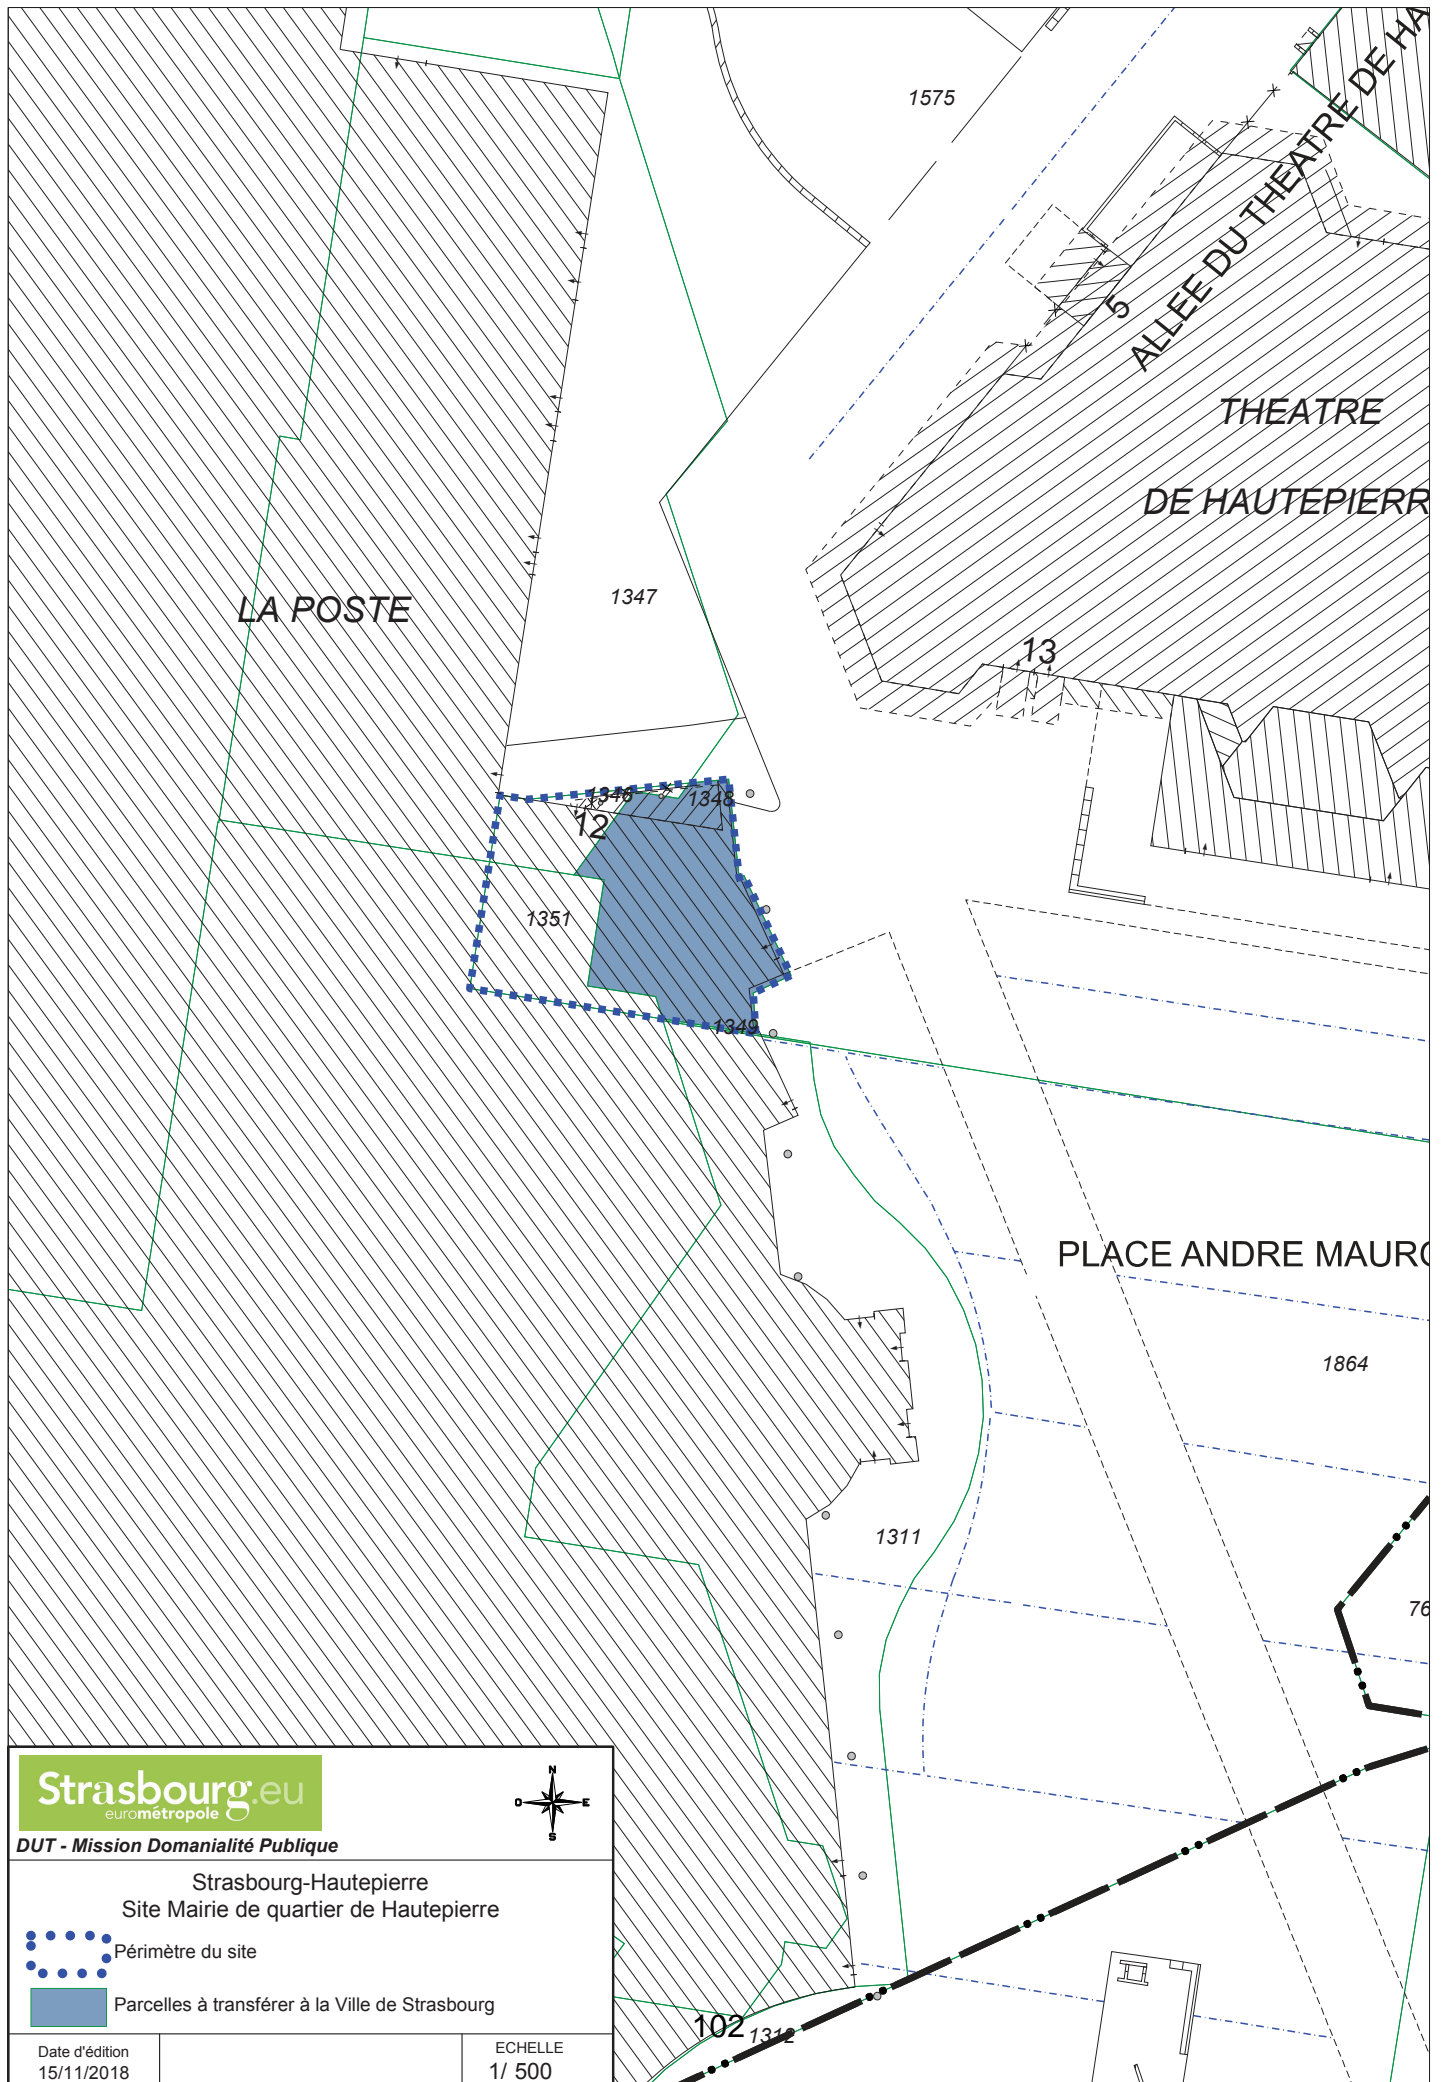 1575
ALLEE DU THEATRE DE HA
5
THEATRE
DE HAUTEPIERR
LA POSTE
1347
13
1346
1348
12
1351
1349
PLACE ANDRE MAURO
1864
1311
76
Strasbourg.eu
eurométropole
N
O
E
S
DUT - Mission Domanialité Publique
Strasbourg-Hautepierre
Site Mairie de quartier de Hautepierre
Périmètre du site
Parcelles à transférer à la Ville de Strasbourg
102
1312
Date d'édition
15/11/2018
ECHELLE
1/ 500